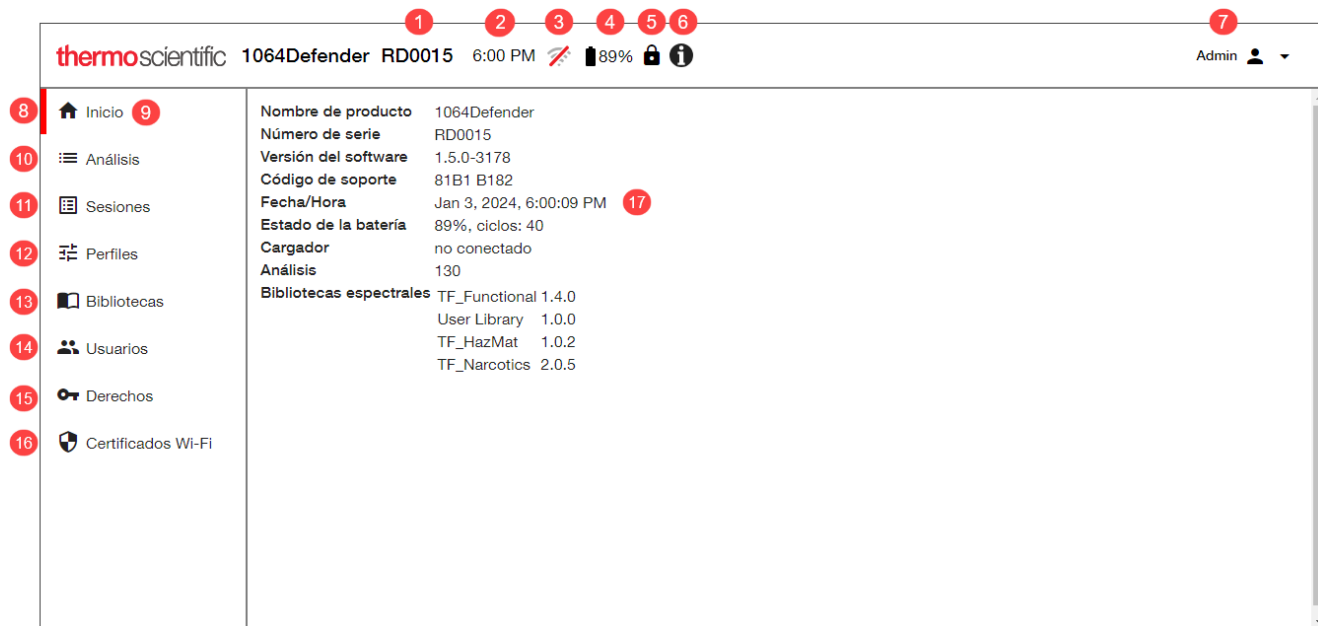 1 2 3 4 5 6 7
thermo scientific 1064Defender RD0015 6:00 PM 89% Admin
8 Inicio 9
10 Análisis
11 Sesiones
12 Perfiles
13 Bibliotecas
14 Usuarios
15 Derechos
16 Certificados Wi-Fi
Nombre de producto 1064Defender
Número de serie RD0015
Versión del software 1.5.0-3178
Código de soporte 81B1 B182
Fecha/Hora Jan 3, 2024, 6:00:09 PM 17
Estado de la batería 89%, ciclos: 40
Cargador no conectado
Análisis 130
Bibliotecas espectrales TF_Functional 1.4.0
User Library 1.0.0
TF_HazMat 1.0.2
TF_Narcotics 2.0.5